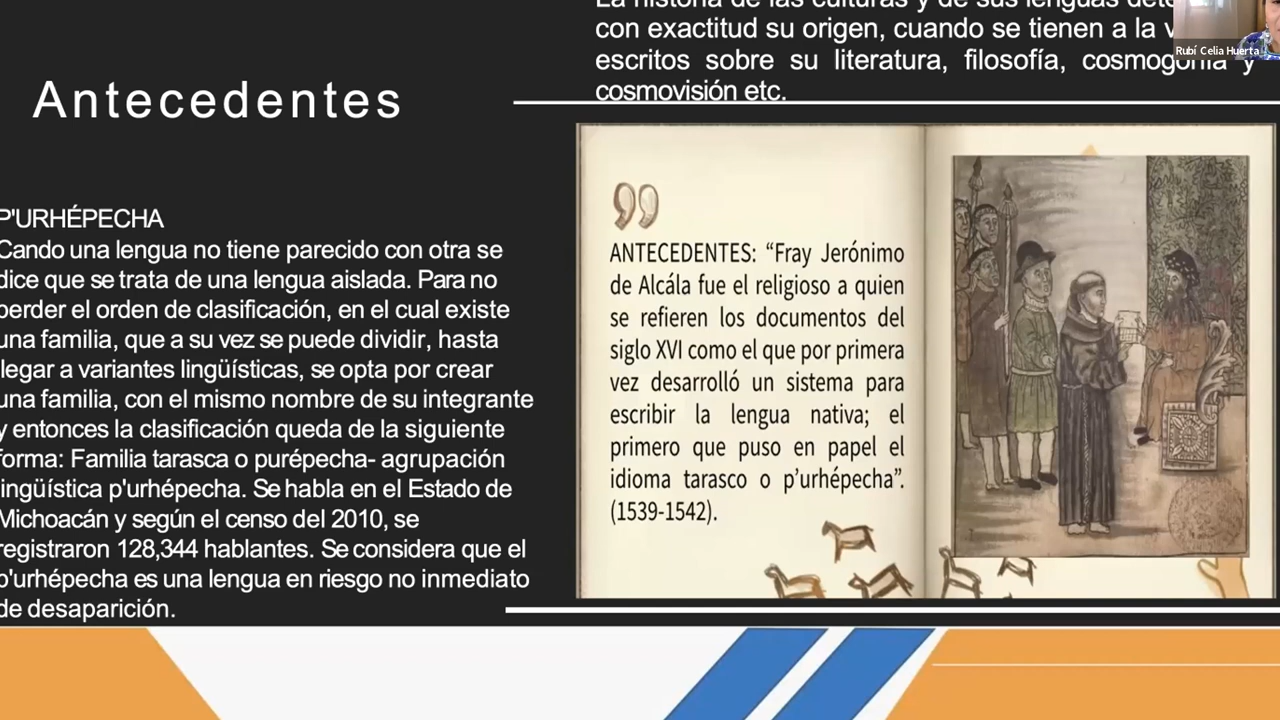 Antecedentes
P'URHÉPECHA
Cando una lengua no tiene parecido con otra se
dice que se trata de una lengua aislada. Para no
perder el orden de clasificación, en el cual existe
una familia, que a su vez se puede dividir, hasta
llegar a variantes lingüísticas, se opta por crear
una familia, con el mismo nombre de su integrante
y entonces la clasificación queda de la siguiente
forma: Familia tarasca o purépecha- agrupación
lingüística p'urhépecha. Se habla en el Estado de
Michoacán y según el censo del 2010, se
registraron 128,344 hablantes. Se considera que el
p'urhépecha es una lengua en riesgo no inmediato
de desaparición.
La historia de las culturas y de sus lenguas
con exactitud su origen, cuando se tienen a la
escritos sobre su literatura, filosofía, cosmogonía y
cosmovisión etc.
Rubí Celia Huerta
ANTECEDENTES: “Fray Jerónimo
de Alcála fue el religioso a quien
se refieren los documentos del
siglo XVI como el que por primera
vez desarrolló un sistema para
escribir la lengua nativa; el
primero que puso en papel el
idioma tarasco o p’urhépecha”.
(1539-1542).